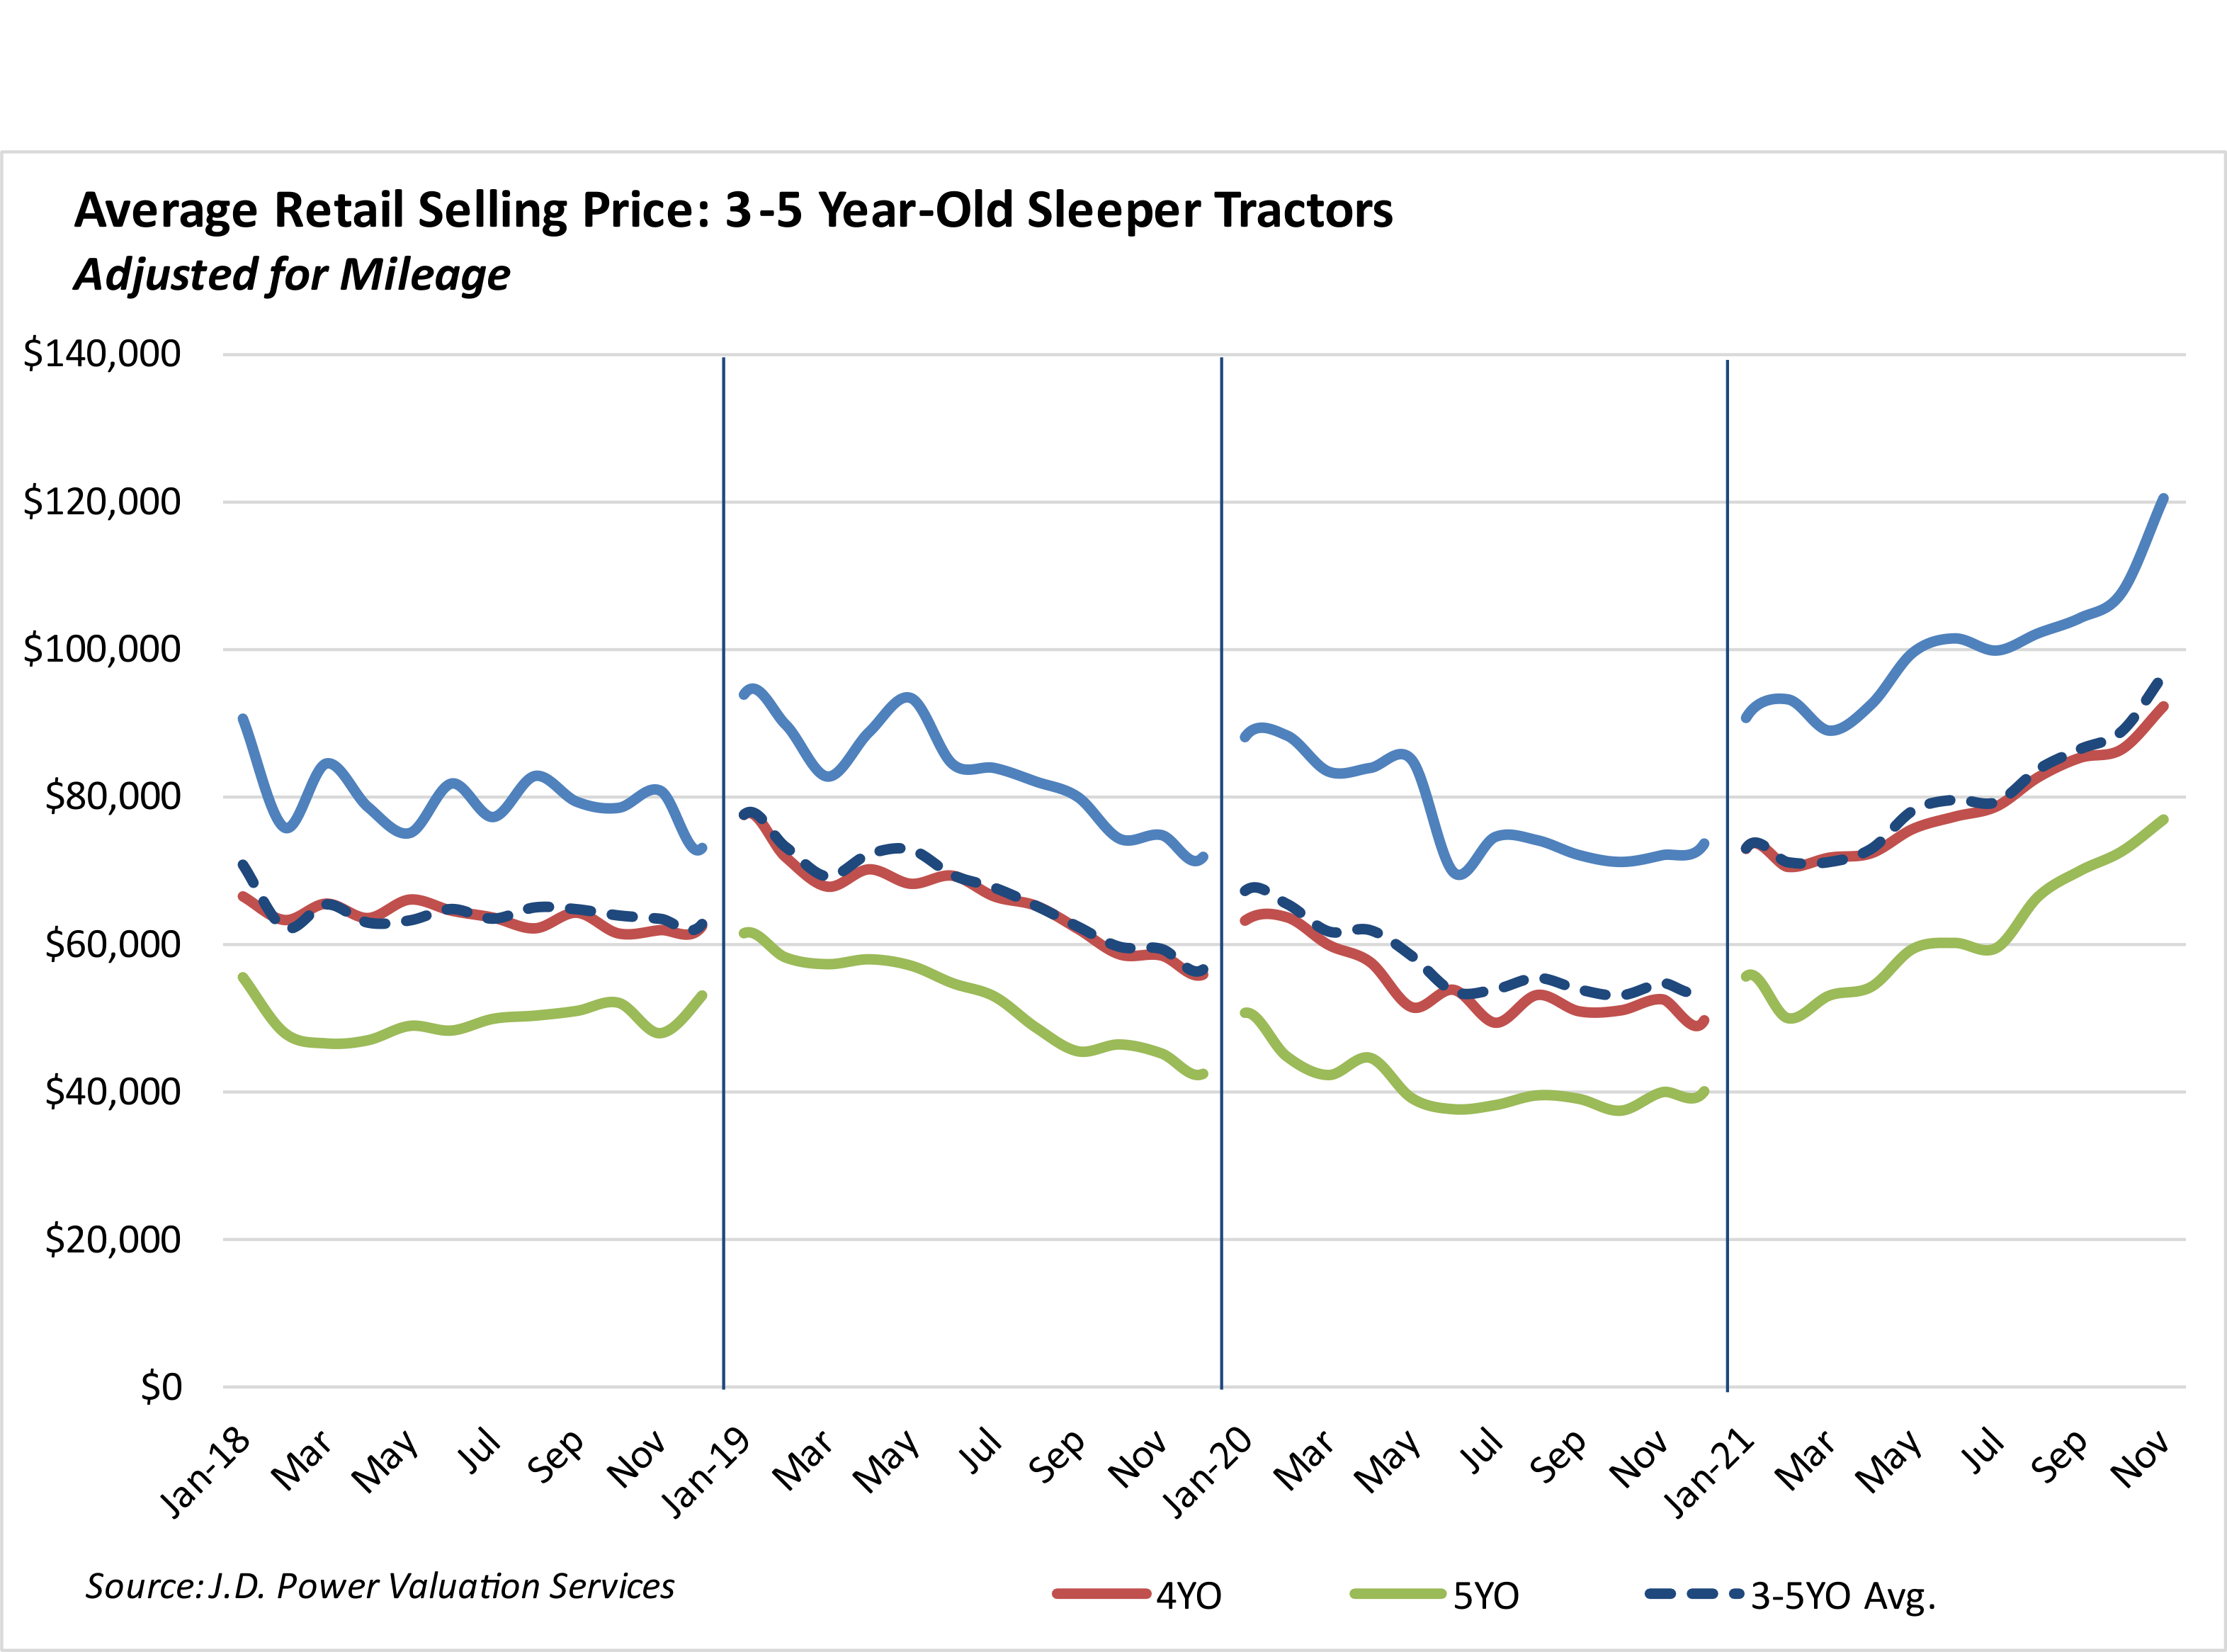 Average Retail Selling Price: 3-5 Year-Old Sleeper Tractors
Adjusted for Mileage
$140,000
$120,000
$100,000
$80,000
$60,000
$40,000
$20,000
$0
Jan-18 Mar May Jul Sep Nov Jan-19 Mar May Jul Sep Nov Jan-20 Mar May Jul Sep Nov Jan-21 Mar May Jul Sep Nov
Source: J.D. Power Valuation Services
4YO 5YO 3-5YO Avg.